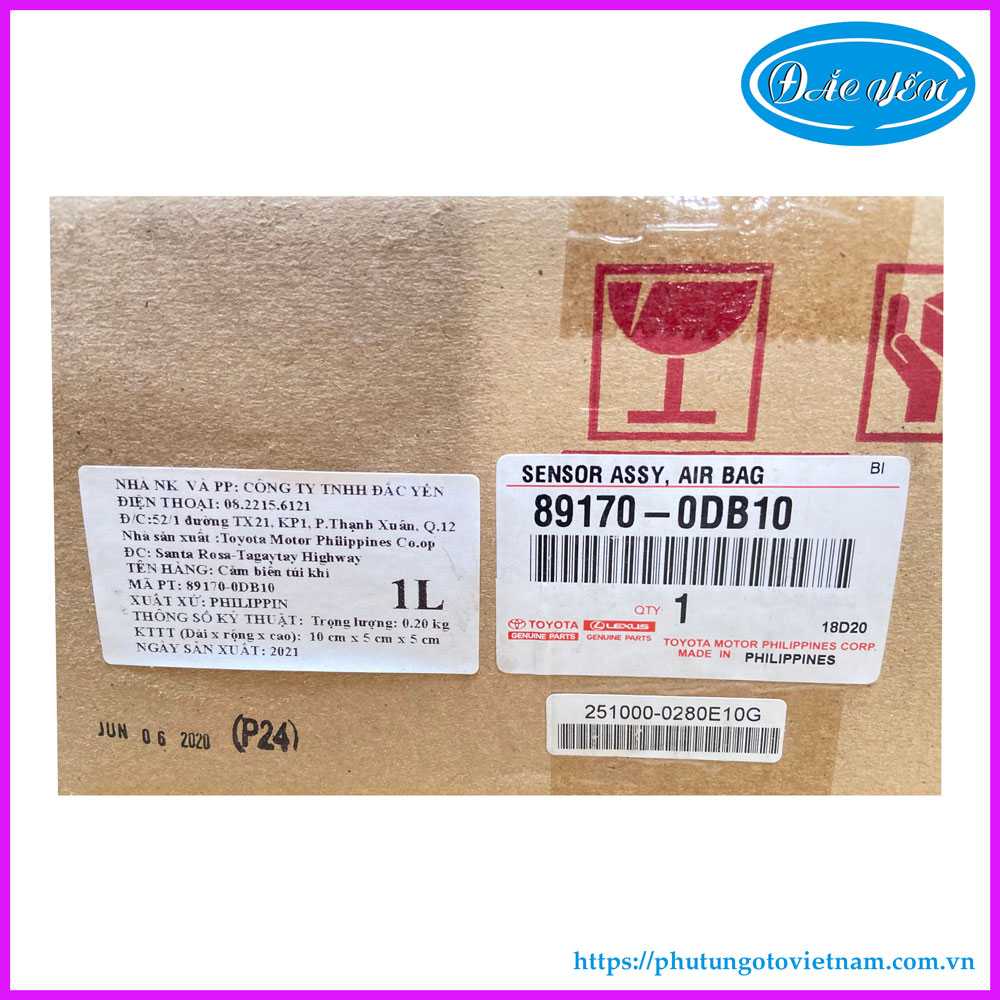 ĐẮC YẾN
NHÀ NK VÀ PP: CÔNG TY TNHH ĐẮC YẾN
ĐIỆN THOẠI: 08.2215.6121
Đ/C:52/1 đường TX21, KP1, P.Thạnh Xuân, Q.12
Nhà sản xuất :Toyota Motor Philippines Co.op
ĐC: Santa Rosa-Tagaytay Highway
TÊN HÀNG: Cảm biến túi khí
MÃ PT: 89170-0DB10
XUẤT XỨ: PHILIPPIN
1L
THÔNG SỐ KỸ THUẬT: Trọng lượng: 0.20 kg
KTTT (Dài x rộng x cao): 10 cm x 5 cm x 5 cm
NGÀY SẢN XUẤT: 2021
SENSOR ASSY, AIR BAG
BI
89170-0DB10
QTY 1
18D20
TOYOTA
GENUINE PARTS
LEXUS
GENUINE PARTS
TOYOTA MOTOR PHILIPPINES CORP.
MADE IN PHILIPPINES
251000-0280E10G
JUN 06 2020 (P24)
https://phutungotovietnam.com.vn